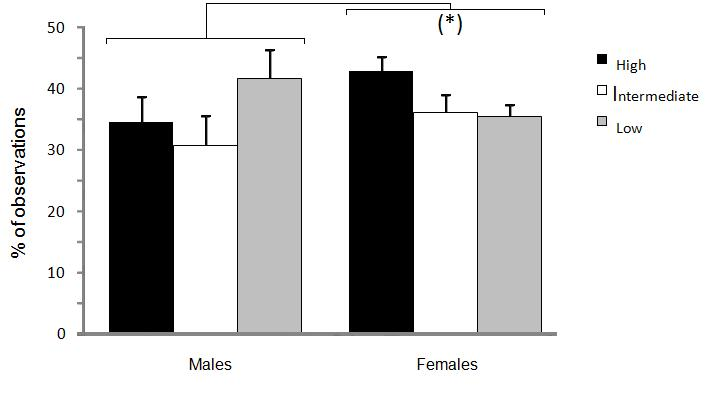 (*)
50
40
30
20
10
0
% of observations
Males
Females
High
Intermediate
Low